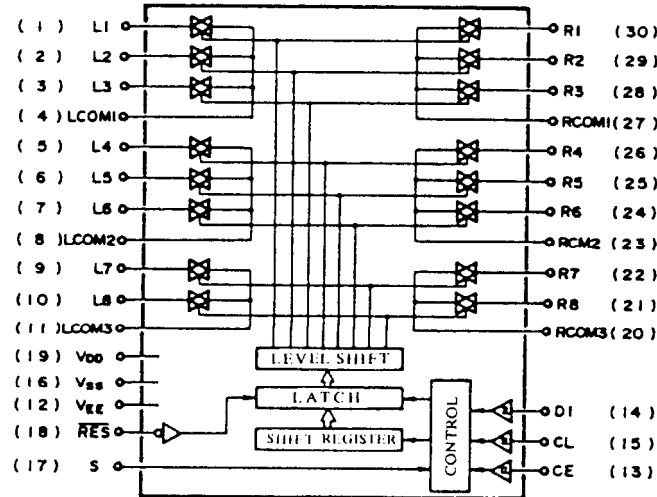 (1) L1 R1 (30)
(2) L2 R2 (29)
(3) L3 R3 (28)
(4) LCOM1 RCOM1 (27)
(5) L4 R4 (26)
(6) L5 R5 (25)
(7) L6 R6 (24)
(8) LCOM2 RCM2 (23)
(9) L7 R7 (22)
(10) L8 R8 (21)
(11) LCOM3 RCOM3 (20)
(19) VDD LEVEL SHIFT
(16) Vss
(12) VEE LATCH DI (14)
(18) RES SHIFT REGISTER CONTROL CL (15)
(17) S CE (13)